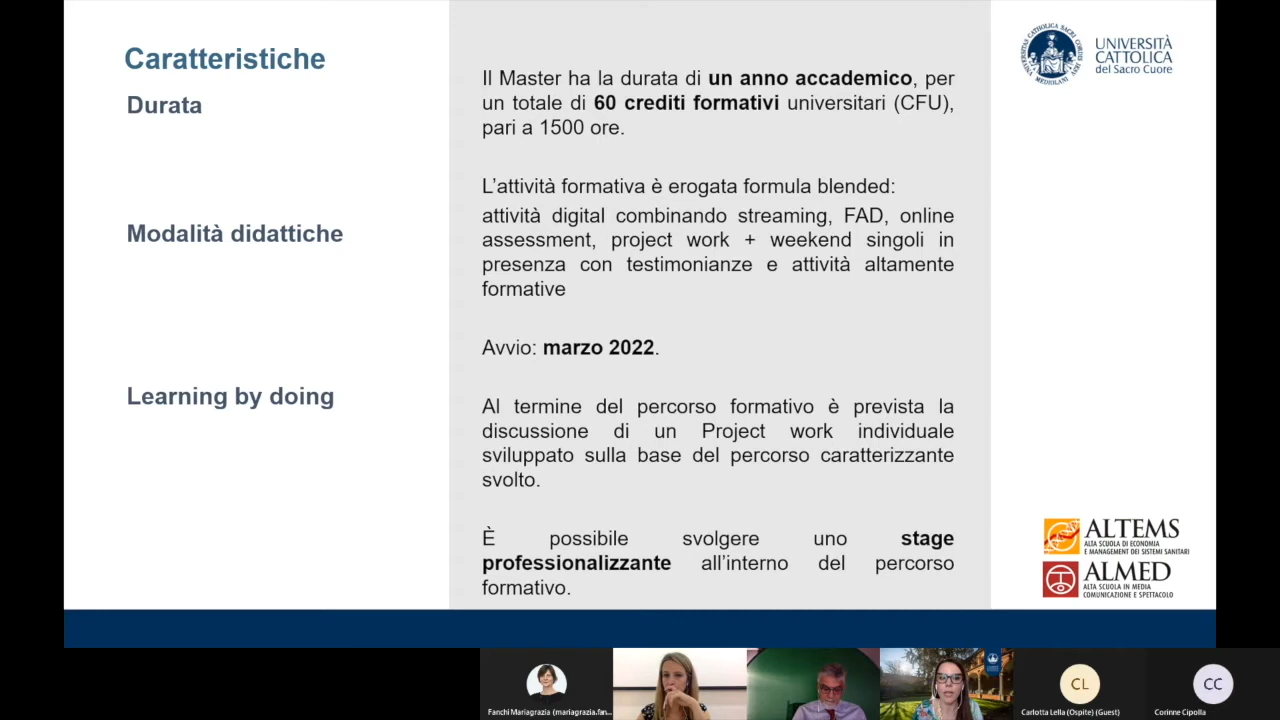 Caratteristiche
Durata
Modalità didattiche
Learning by doing
Il Master ha la durata di un anno accademico, per
un totale di 60 crediti formativi universitari (CFU),
pari a 1500 ore.
L’attività formativa è erogata formula blended:
attività digital combinando streaming, FAD, online
assessment, project work + weekend singoli in
presenza con testimonianze e attività altamente
formative
Avvio: marzo 2022.
Al termine del percorso formativo è prevista la
discussione di un Project work individuale
sviluppato sulla base del percorso caratterizzante
svolto.
È possibile svolgere uno stage
professionalizzante all’interno del percorso
formativo.
UNIVERSITÀ
CATTOLICA
del Sacro Cuore
ALTEMS
ALTA SCUOLA DI ECONOMIA
E MANAGEMENT DEI SISTEMI SANITARI
ALMED
ALTA SCUOLA IN MEDIA
COMUNICAZIONE E SPETTACOLO
Fanchi Mariagrazia (mariagrazia.fan...
CL
Carlotta Lella (Ospite) (Guest)
CC
Corinne Cipolla